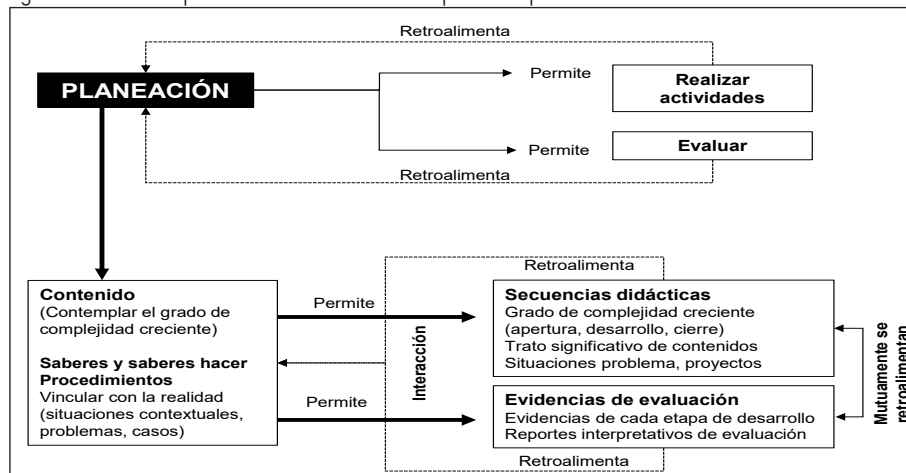 Retroalimenta
PLANEACIÓN
Permite
Realizar
actividades
Permite
Evaluar
Retroalimenta
Retroalimenta
Contenido
(Contemplar el grado de
complejidad creciente)
Saberes y saberes hacer
Procedimientos
Vincular con la realidad
(situaciones contextuales,
problemas, casos)
Permite
Permite
Interacción
Secuencias didácticas
Grado de complejidad creciente
(apertura, desarrollo, cierre)
Trato significativo de contenidos
Situaciones problema, proyectos
Evidencias de evaluación
Evidencias de cada etapa de desarrollo
Reportes interpretativos de evaluación
Retroalimenta
Mutuamente se
retroalimentan